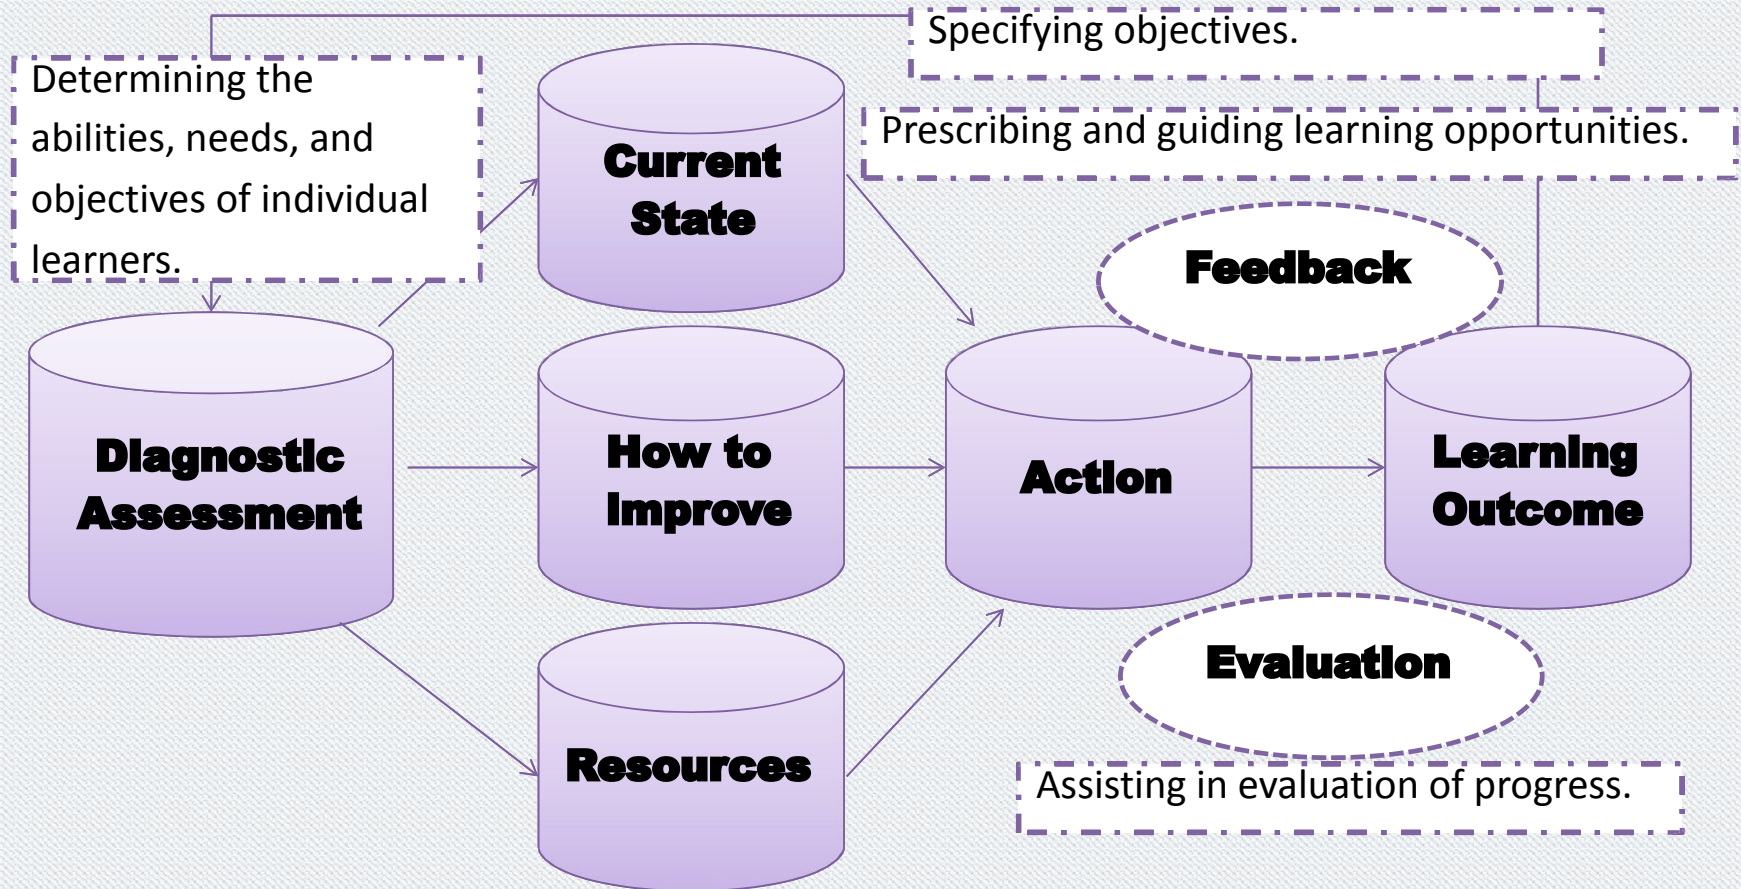 Specifying objectives.
Determining the
abilities, needs, and
objectives of individual
learners.
Prescribing and guiding learning opportunities.
Current
State
Feedback
Diagnostic
Assessment
How to
Improve
Action
Learning
Outcome
Resources
Evaluation
Assisting in evaluation of progress.